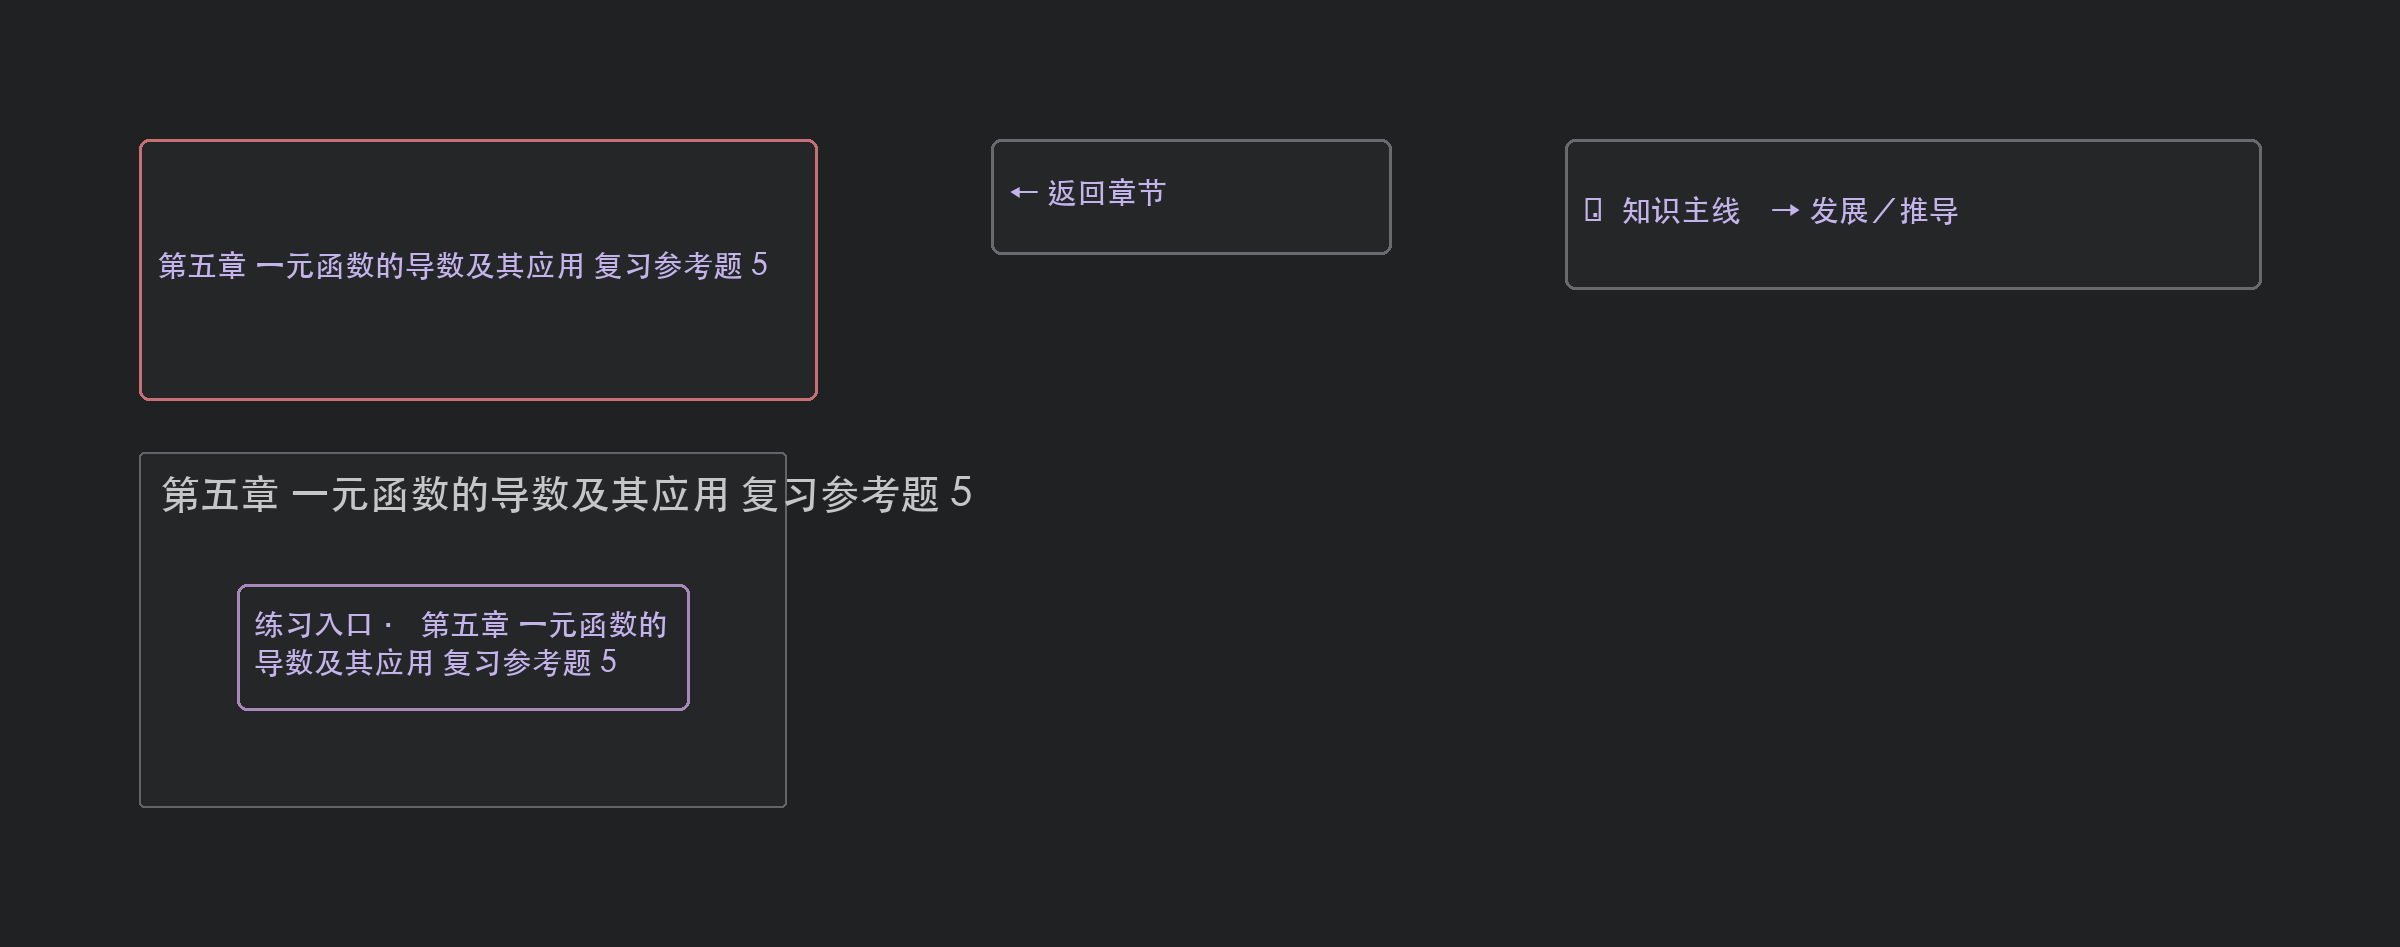 第五章 一元函数的导数及其应用 复习参考题 5
← 返回章节
知识主线 → 发展／推导
第五章 一元函数的导数及其应用 复习参考题 5
练习入口 · 第五章 一元函数的
导数及其应用 复习参考题 5